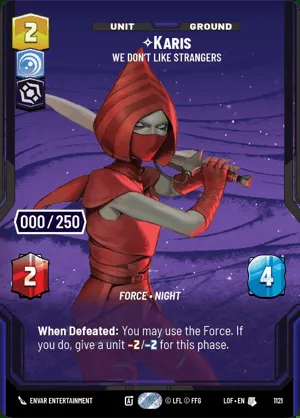 UNIT GROUND
2
✧KARIS
WE DON'T LIKE STRANGERS
000/250
2
4
FORCE • NIGHT
When Defeated: You may use the Force. If
you do, give a unit -2/-2 for this phase.
ENVAR ENTERTAINMENT © LFL © FFG LOF • EN 1121